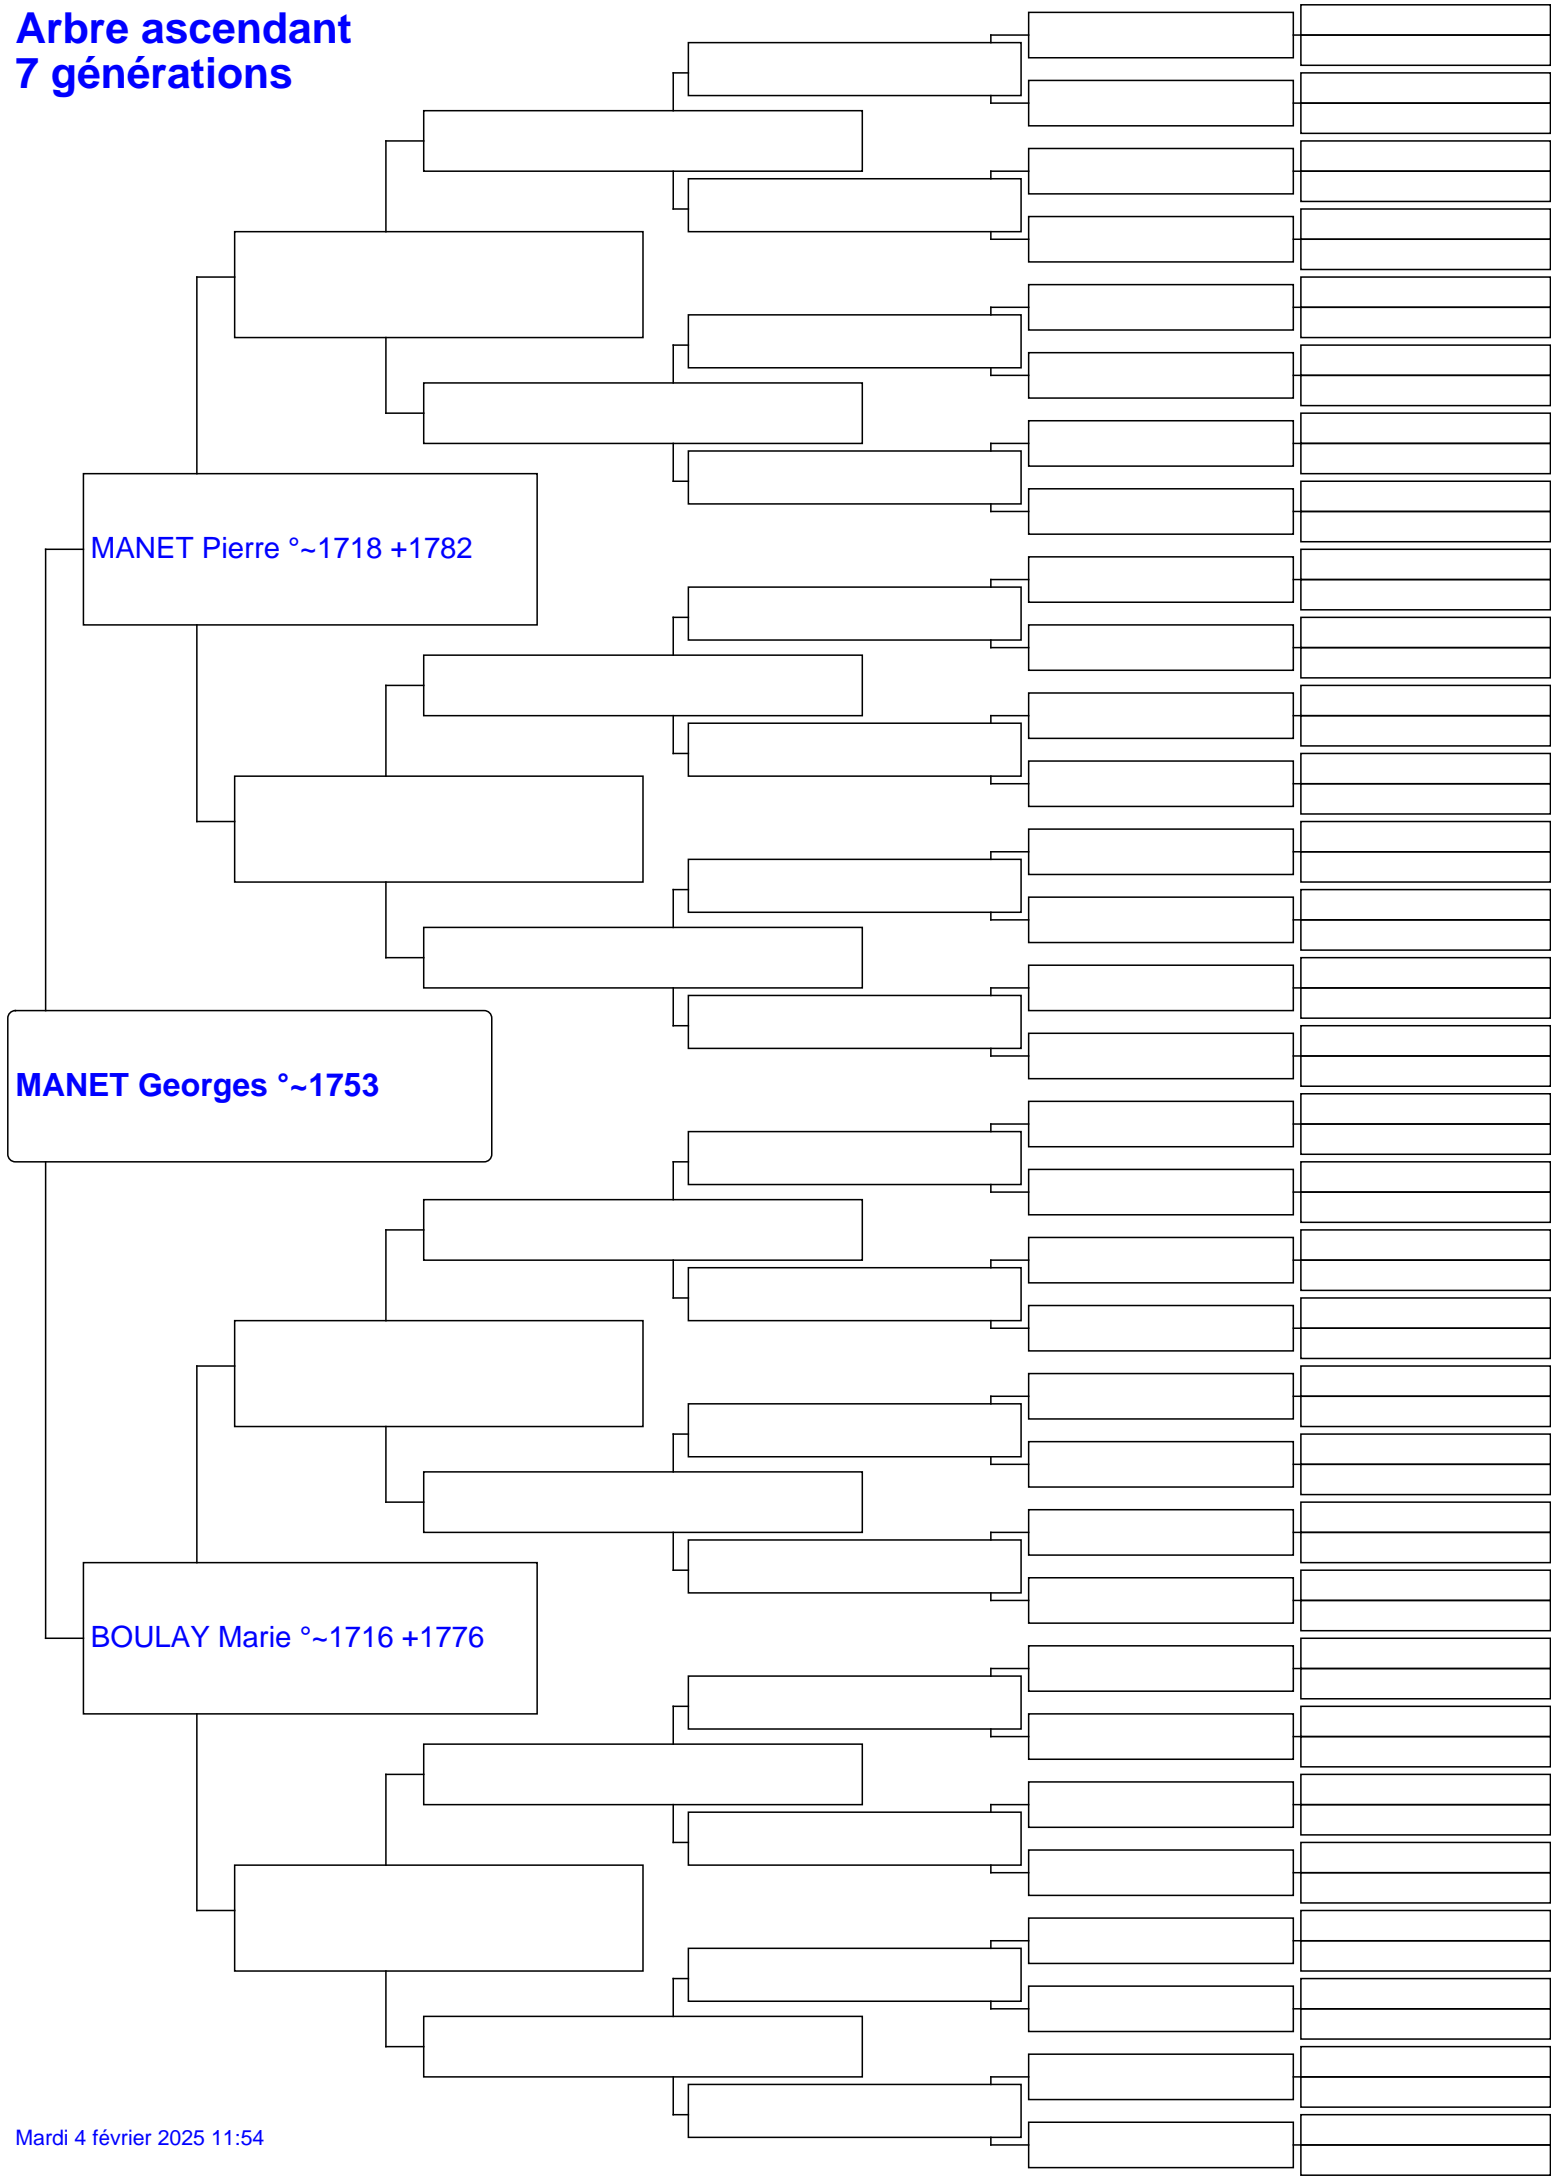 Arbre ascendant
7 générations
MANET Pierre °~1718 +1782
MANET Georges °~1753
BOULAY Marie °~1716 +1776
Mardi 4 février 2025 11:54